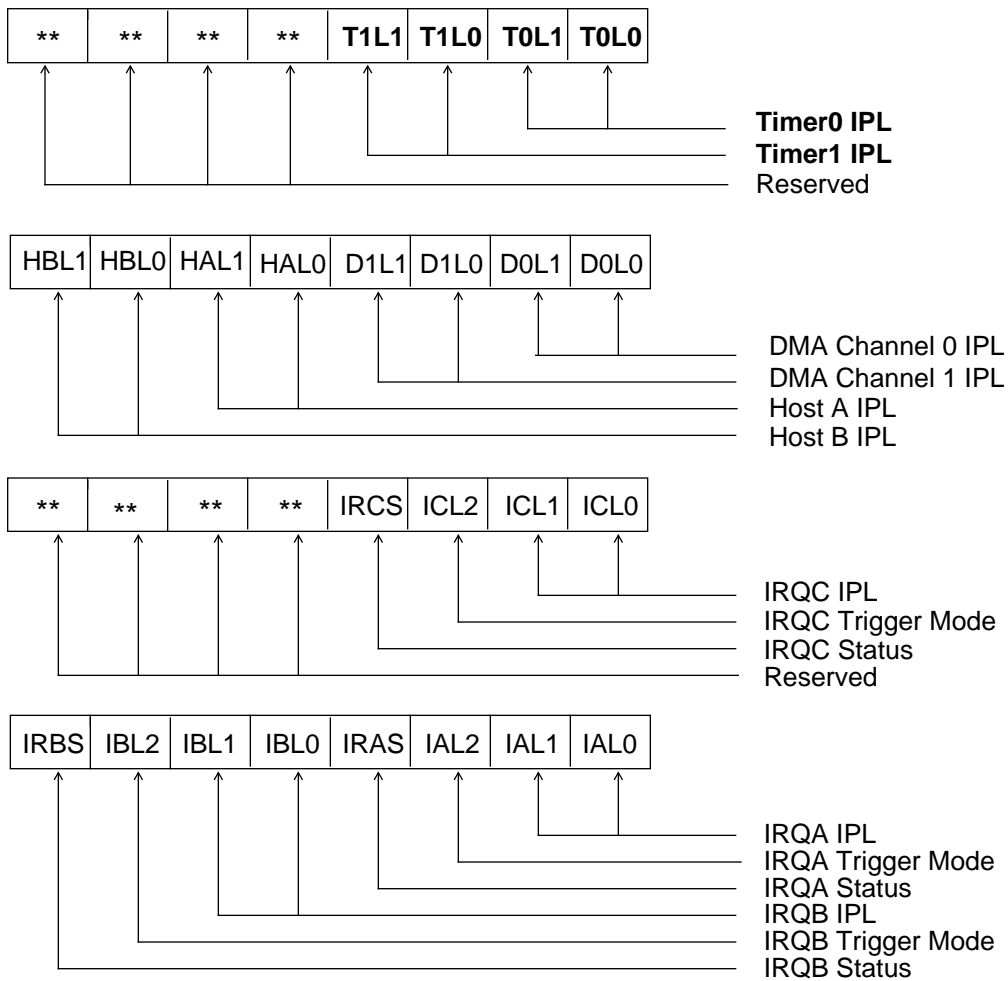 ** ** ** ** T1L1 T1L0 T0L1 T0L0
Timer0 IPL
Timer1 IPL
Reserved
HBL1 HBL0 HAL1 HAL0 D1L1 D1L0 D0L1 D0L0
DMA Channel 0 IPL
DMA Channel 1 IPL
Host A IPL
Host B IPL
** ** ** ** IRCS ICL2 ICL1 ICL0
IRQC IPL
IRQC Trigger Mode
IRQC Status
Reserved
IRBS IBL2 IBL1 IBL0 IRAS IAL2 IAL1 IAL0
IRQA IPL
IRQA Trigger Mode
IRQA Status
IRQB IPL
IRQB Trigger Mode
IRQB Status